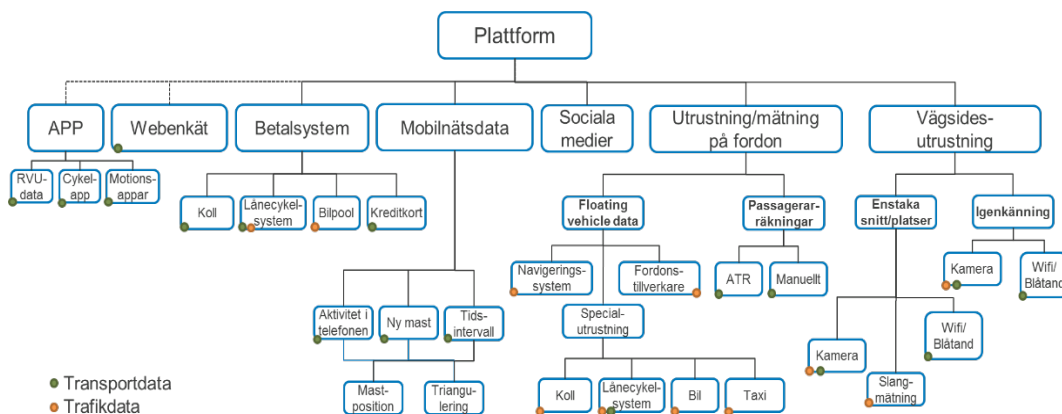 Plattform
APP
Webenkät
Betalsystem
Mobilnätsdata
Sociala
medier
Utrustning/mätning
på fordon
Vägsides-
utrustning
RVU-
data
Cykel-
app
Motions-
appar
Koll
Lånecykel-
system
Bilpool
Kreditkort
Floating
vehicle data
Passagerar-
räkningar
Enstaka
snitt/platser
Igenkänning
Navigerings-
system
Fordons-
tillverkare
ATR
Manuellt
Kamera
Wifi/
Blåtand
Aktivitet i
telefonen
Ny mast
Tids-
intervall
Special-
utrustning
Kamera
Wifi/
Blåtand
Mast-
position
Triangu-
lering
Koll
Lånecykel-
system
Bil
Taxi
Slang-
mätning
Transportdata
Trafikdata